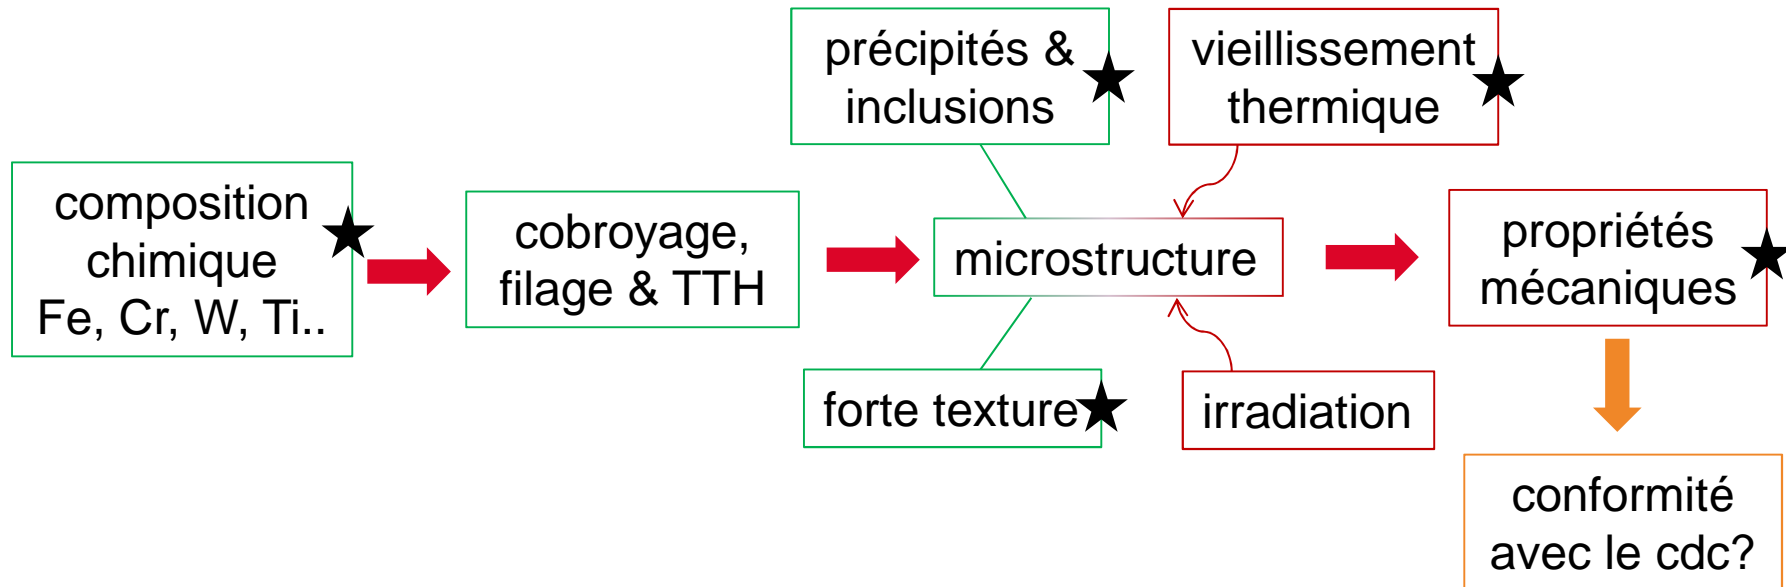 composition
chimique
Fe, Cr, W, Ti..
cobroyage,
filage & TTH
précipités &
inclusions
vieillissement
thermique
microstructure
forte texture
irradiation
propriétés
mécaniques
conformité
avec le cdc?